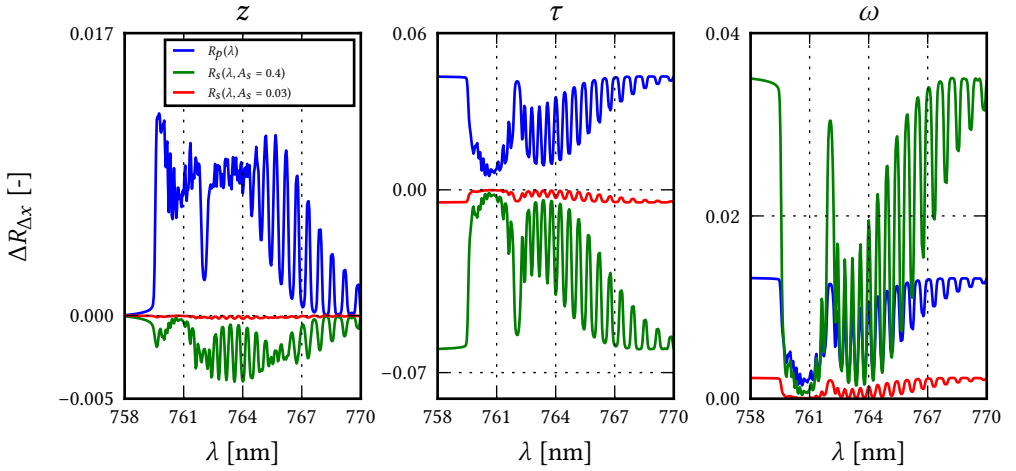 z τ ω
0.017 0.06 0.04
R_p(λ)
R_s(λ, A_s = 0.4)
R_s(λ, A_s = 0.03)
ΔR_Δx [-]
0.00 0.02
0.000
−0.07
−0.005 0.00
758 761 764 767 770 758 761 764 767 770 758 761 764 767 770
λ [nm] λ [nm] λ [nm]